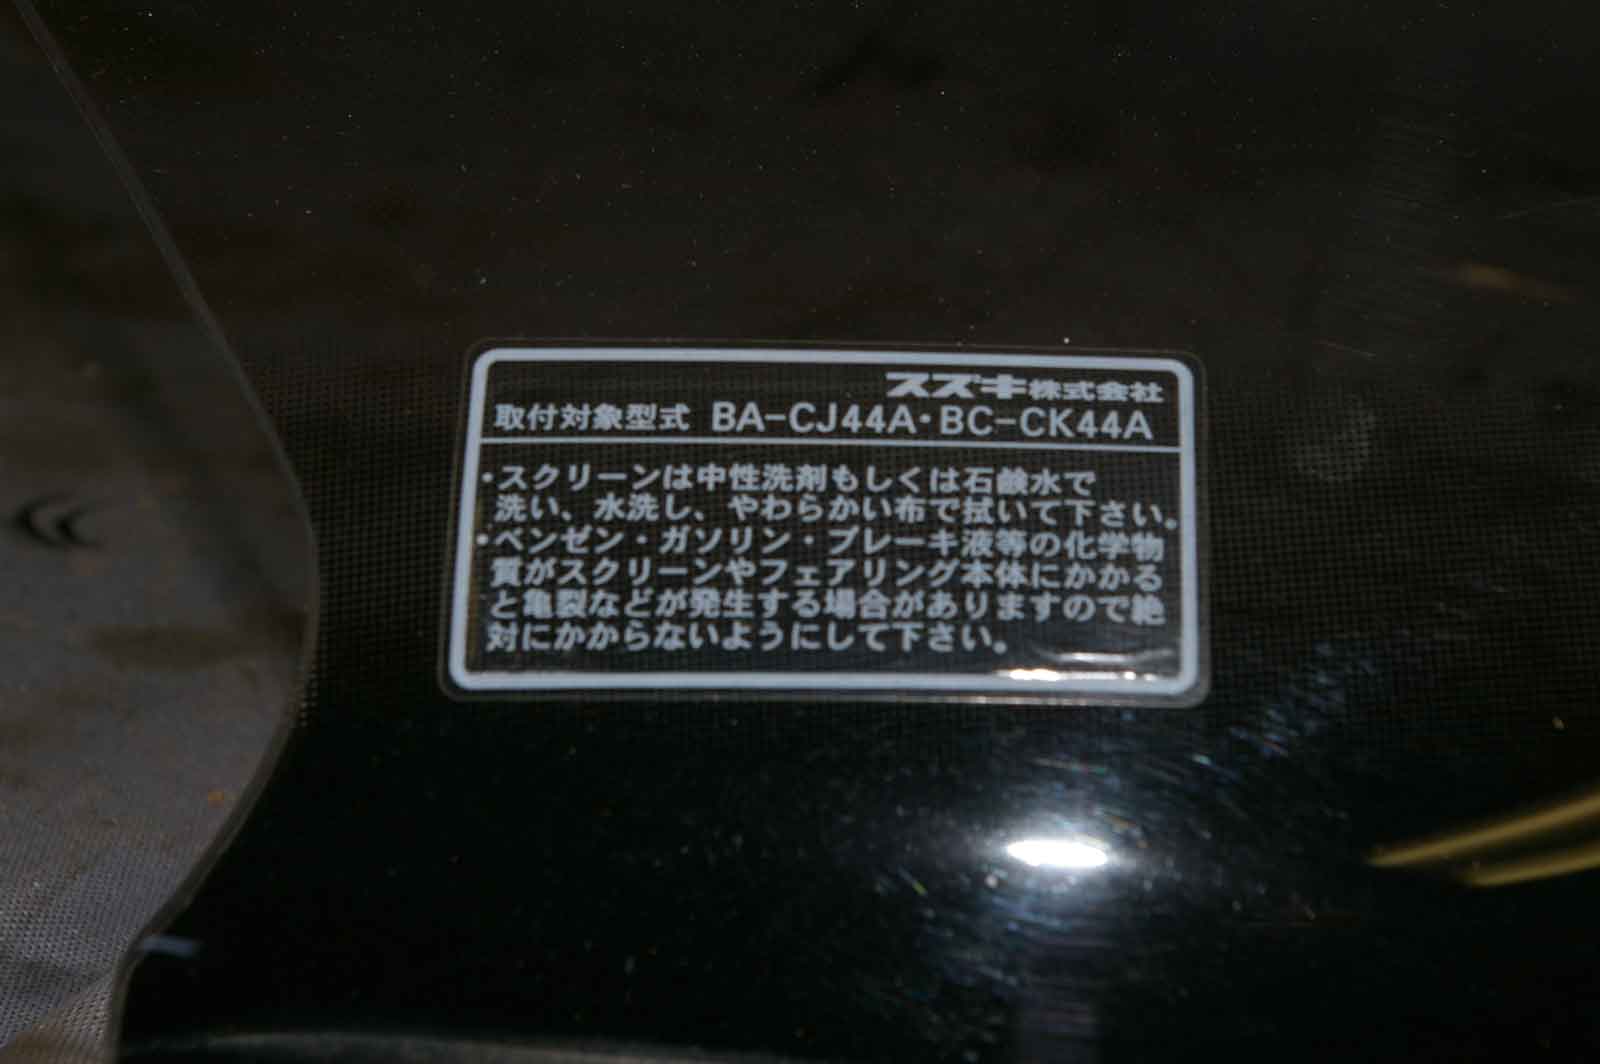 スズキ株式会社
取付対象型式 BA-CJ44A・BC-CK44A
・スクリーンは中性洗剤もしくは石鹸水で
洗い、水洗し、やわらかい布で拭いて下さい。
・ベンゼン・ガソリン・ブレーキ液等の化学物
質がスクリーンやフェアリング本体にかかる
と亀裂などが発生する場合がありますので絶
対にかからないようにして下さい。